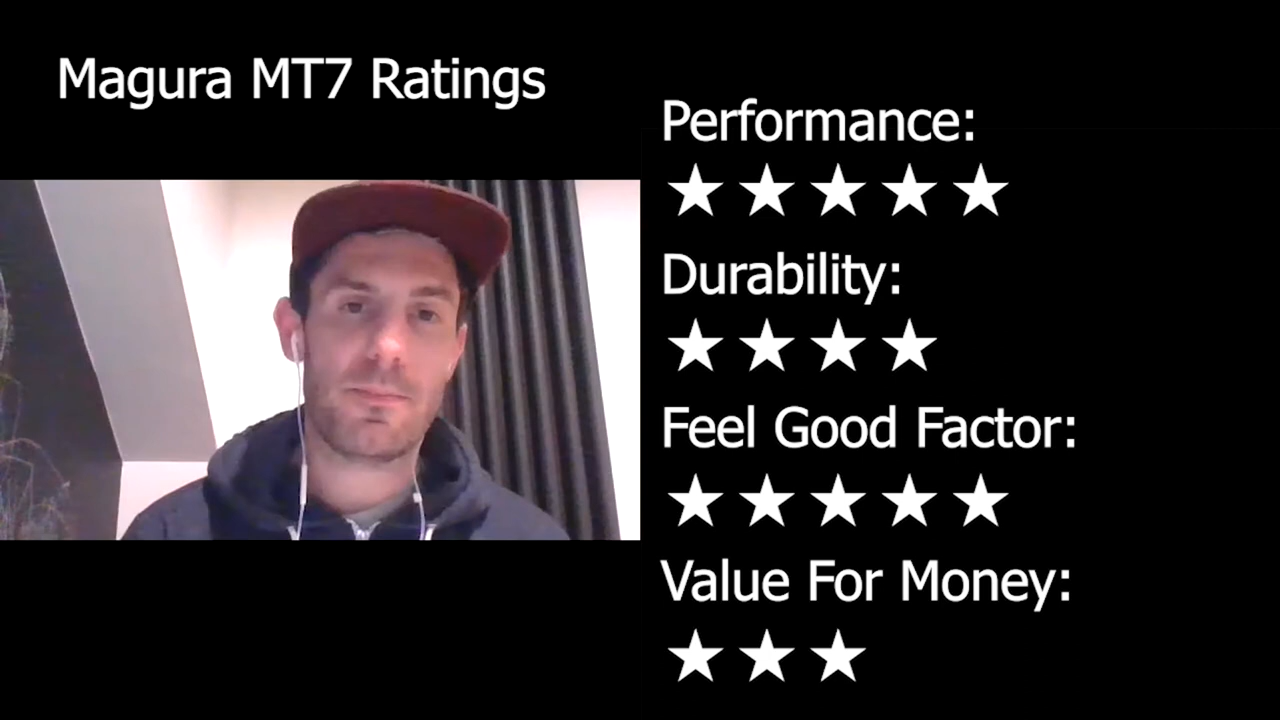 Magura MT7 Ratings
Performance:
★★★★★
Durability:
★★★★
Feel Good Factor:
★★★★★
Value For Money:
★★★